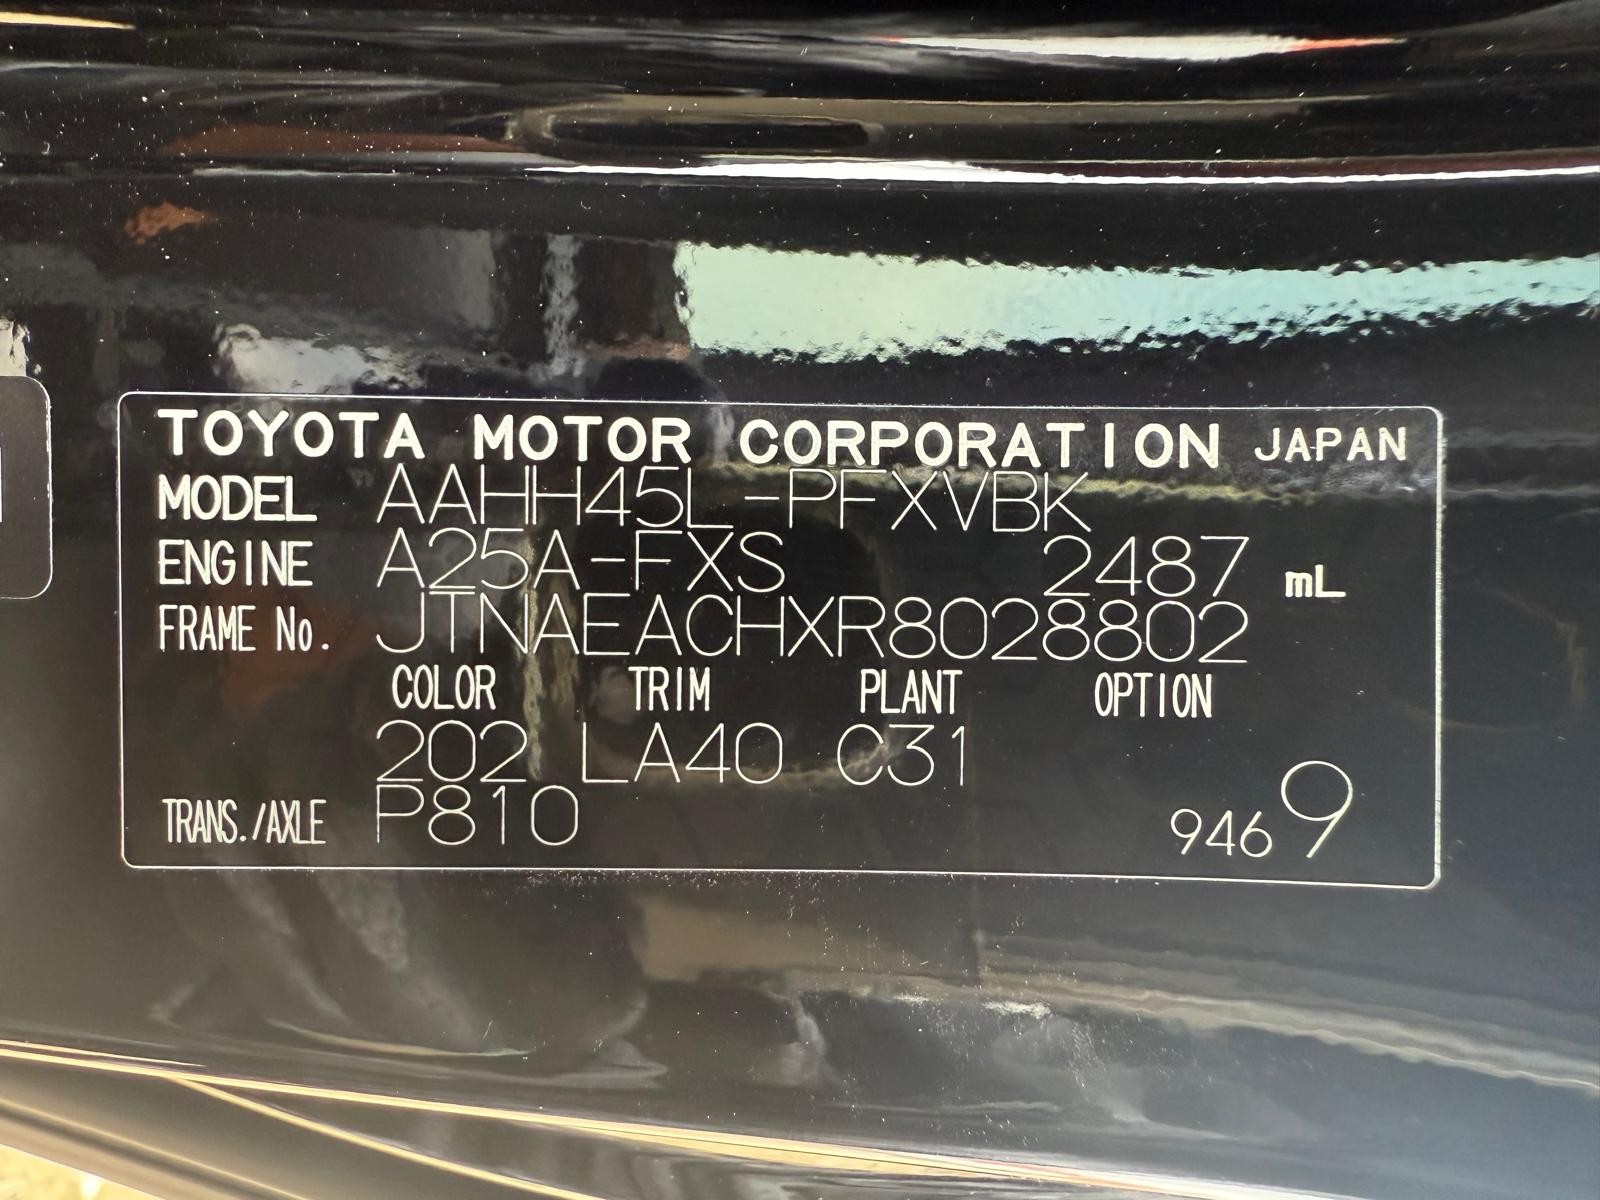 TOYOTA MOTOR CORPORATION JAPAN
MODEL AAHH45L-PFXVBK
ENGINE A25A-FXS 2487 mL
FRAME No. JTNAEACHXR8028802
COLOR TRIM PLANT OPTION
202 LA40 C31
TRANS./AXLE P810 9469